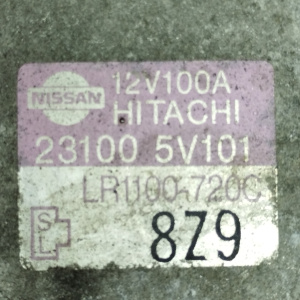 NISSAN
12V100A
HITACHI
23100 5V101
LR1100-720C
8Z9
S
L